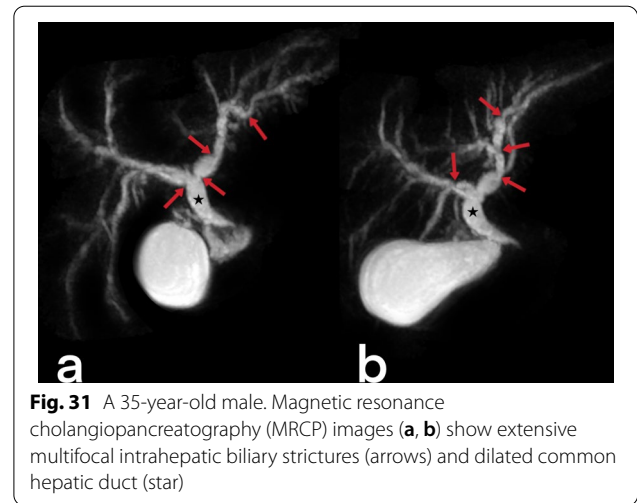 a b
Fig. 31 A 35-year-old male. Magnetic resonance
cholangiopancreatography (MRCP) images (a, b) show extensive
multifocal intrahepatic biliary strictures (arrows) and dilated common
hepatic duct (star)